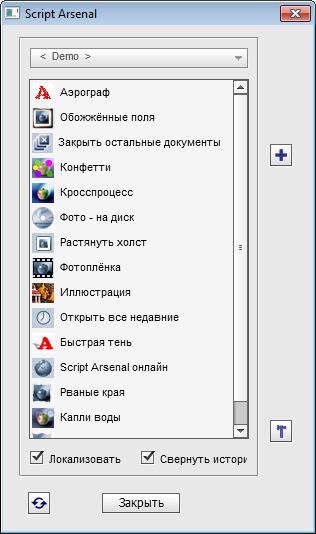 Script Arsenal
< Demo >
Аэрограф
Обожжённые поля
Закрыть остальные документы
Конфетти
Кросспроцесс
Фото - на диск
Растянуть холст
Фотоплёнка
Иллюстрация
Открыть все недавние
Быстрая тень
Script Arsenal онлайн
Рваные края
Капли воды
Локализовать
Свернуть истори
Закрыть